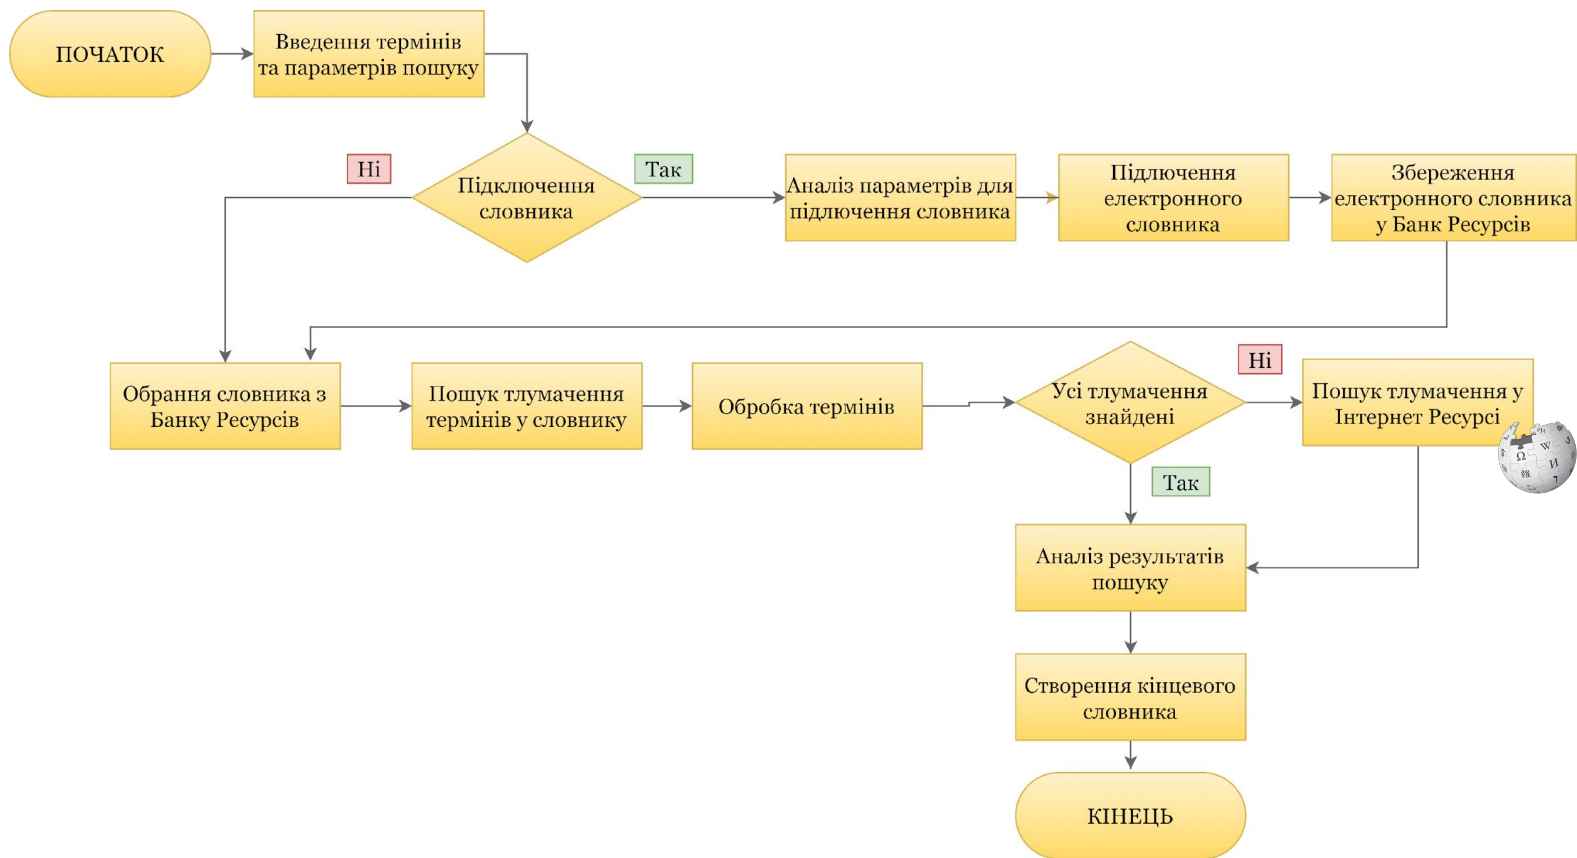 ПОЧАТОК
Введення термінів
та параметрів пошуку
Ні
Підключення
словника
Так
Аналіз параметрів для
підлючення словника
Підлючення
електронного
словника
Збереження
електронного словника
у Банк Ресурсів
Обрання словника з
Банку Ресурсів
Пошук тлумачення
термінів у словнику
Обробка термінів
Усі тлумачення
знайдені
Ні
Пошук тлумачення у
Інтернет Ресурсі
Ω
W
維
И
Так
Аналіз результатів
пошуку
Створення кінцевого
словника
КІНЕЦЬ